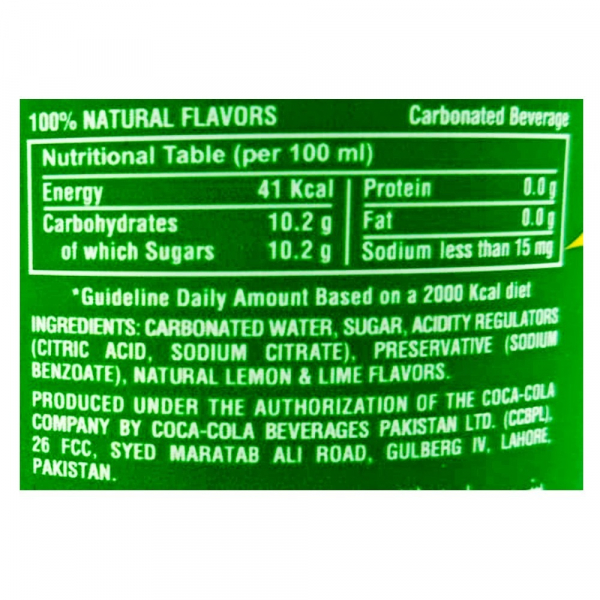 100% NATURAL FLAVORS Carbonated Beverage
Nutritional Table (per 100 ml)
Energy 41 Kcal Protein 0.0 g
Carbohydrates 10.2 g Fat 0.0 g
of which Sugars 10.2 g Sodium less than 15 mg
*Guideline Daily Amount Based on a 2000 Kcal diet
INGREDIENTS: CARBONATED WATER, SUGAR, ACIDITY REGULATORS
(CITRIC ACID, SODIUM CITRATE), PRESERVATIVE (SODIUM
BENZOATE), NATURAL LEMON & LIME FLAVORS.
PRODUCED UNDER THE AUTHORIZATION OF THE COCA-COLA
COMPANY BY COCA-COLA BEVERAGES PAKISTAN LTD. (CCBPL).
26 FCC, SYED MARATAB ALI ROAD, GULBERG IV, LAHORE,
PAKISTAN.